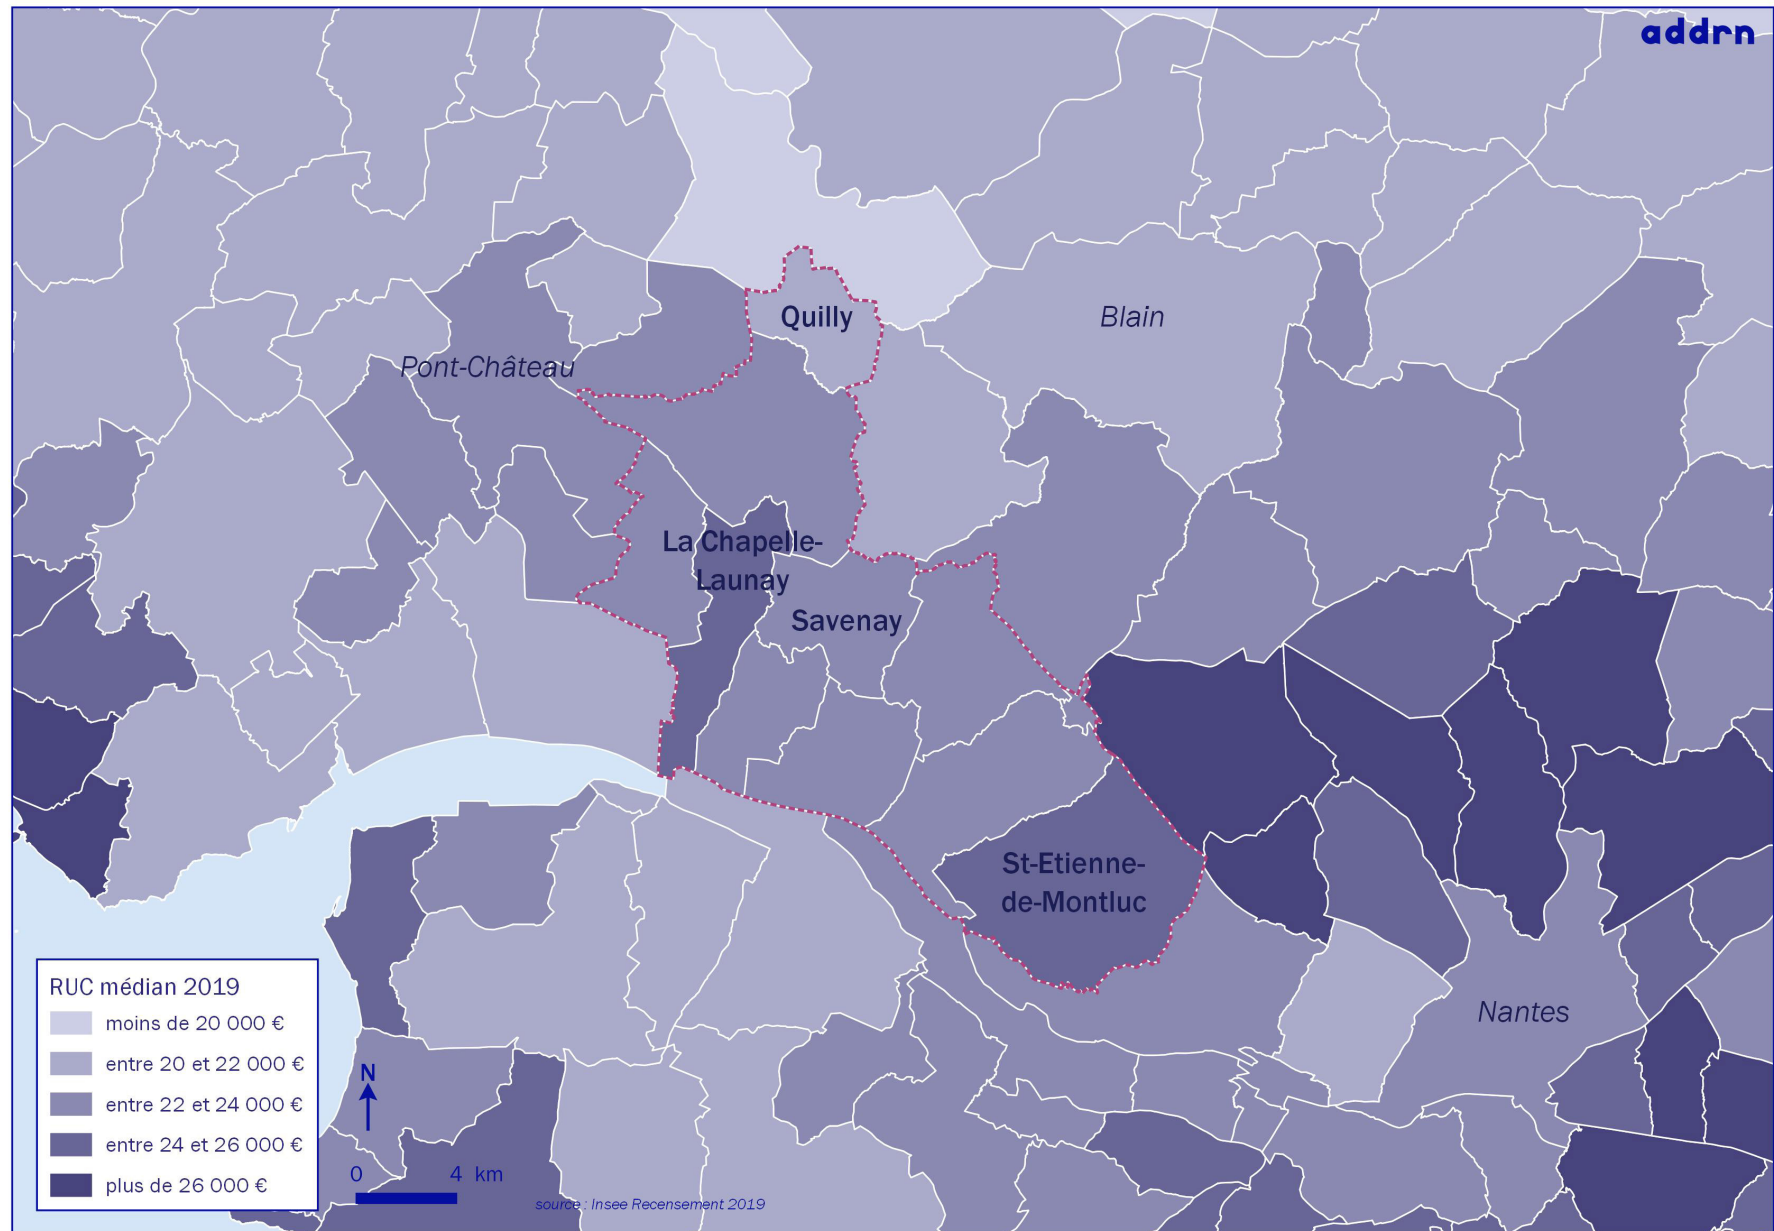 addrn
Quilly
Blain
Pont-Château
La Chapelle-
Launay
Savenay
St-Etienne-
de-Montluc
Nantes
RUC médian 2019
moins de 20 000 €
entre 20 et 22 000 €
entre 22 et 24 000 €
entre 24 et 26 000 €
plus de 26 000 €
N
0 4 km
source : Insee Recensement 2019